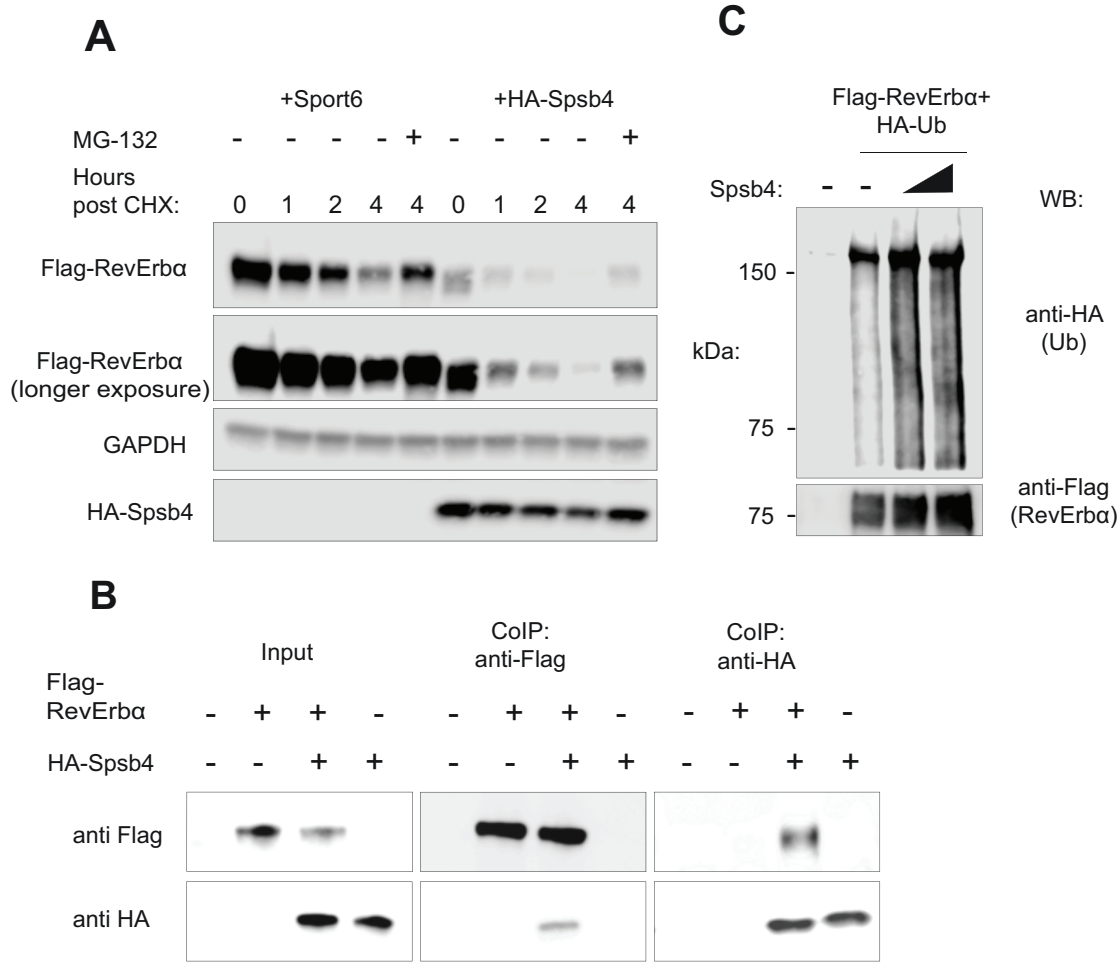 A
+Sport6 +HA-Spsb4
MG-132 - - - - + - - - - +
Hours
post CHX: 0 1 2 4 4 0 1 2 4 4
Flag-RevErbα
Flag-RevErbα
(longer exposure)
GAPDH
HA-Spsb4
C
Flag-RevErbα+
HA-Ub
Spsb4: - -
WB:
150 -
anti-HA
(Ub)
kDa:
75 -
anti-Flag
(RevErbα)
75 -
B
Input
CoIP:
anti-Flag
CoIP:
anti-HA
Flag-
RevErbα - + + - - + + - - + + -
HA-Spsb4 - - + + - - + + - - + +
anti Flag
anti HA